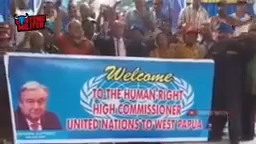 Welcome
TO THE HUMAN RIGHT
HIGH COMMISSIONER
UNITED NATIONS TO WEST PAPUA